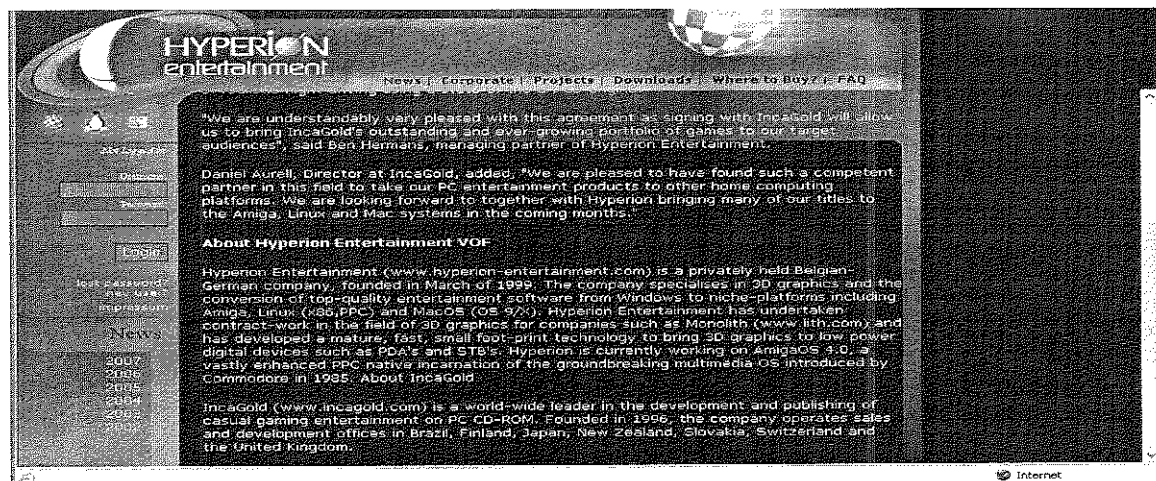 HYPERION
entertainment
News | Corporate | Projects | Downloads | Where to Buy? | FAQ
"We are understandably very pleased with this agreement as signing with IncaGold will allow
us to bring IncaGold's outstanding and ever-growing portfolio of games to our target
audiences", said Ben Hermans, managing partner of Hyperion Entertainment.
Daniel Aurell, Director at IncaGold, added, "We are pleased to have found such a competent
partner in this field to take our PC entertainment products to other home computing
platforms. We are looking forward to together with Hyperion bringing many of our titles to
the Amiga, Linux and Mac systems in the coming months."
About Hyperion Entertainment VOF
Hyperion Entertainment (www.hyperion-entertainment.com) is a privately held Belgian-
German company, founded in March of 1999. The company specialises in 3D graphics and the
conversion of top-quality entertainment software from Windows to niche-platforms including
Amiga, Linux (x86,PPC) and MacOS (OS 9/X). Hyperion Entertainment has undertaken
contract-work in the field of 3D graphics for companies such as Monolith (www.lith.com) and
has developed a mature, fast, small foot-print technology to bring 3D graphics to low power
digital devices such as PDA's and STB's. Hyperion is currently working on AmigaOS 4.0, a
vastly enhanced PPC native incarnation of the groundbreaking multimedia OS introduced by
Commodore in 1985. About IncaGold
IncaGold (www.incagold.com) is a world-wide leader in the development and publishing of
casual gaming entertainment on PC CD-ROM. Founded in 1996, the company operates sales
and development offices in Brazil, Finland, Japan, New Zealand, Slovakia, Switzerland and
the United Kingdom.
Login
lost password?
impressum
News
2007
2006
2005
2004
2003
Internet